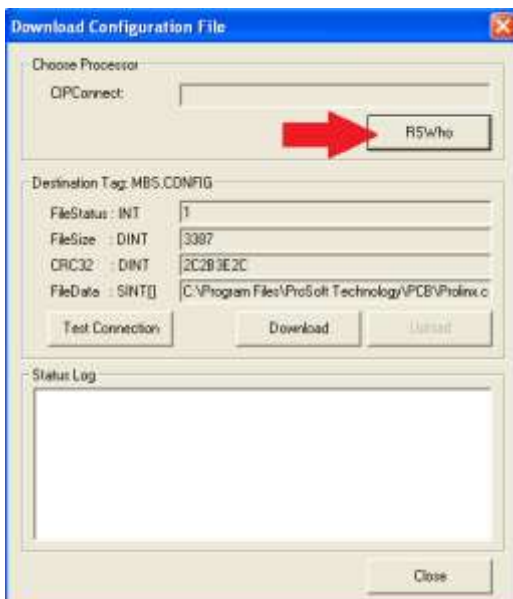 Download Configuration File
Choose Processor
CIPConnect:
RSWho
Destination Tag: MBS.CONFIG
FileStatus : INT 1
FileSize : DINT 3387
CRC32 : DINT 2C2B3E2C
FileData : SINT[] C:\Program Files\ProSoft Technology\PCB\Prolinx.c
Test Connection Download Upload
Status Log
Close